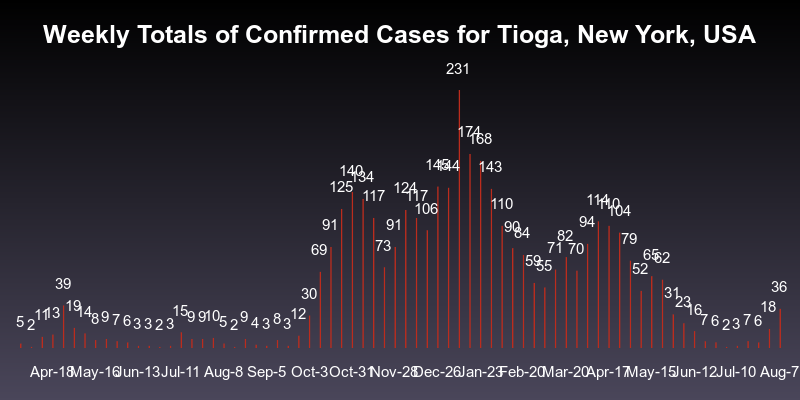 Weekly Totals of Confirmed Cases for Tioga, New York, USA
5 2 11 13 39 19 14 8 9 7 6 3 3 2 3 15 9 9 10 5 2 9 4 3 8 3 12 30 69 91 125 140 134 117 73 91 124 117 106 145 144 231 174 168 143 110 90 84 59 55 71 82 70 94 114 110 104 79 52 65 62 31 23 16 7 6 2 3 7 6 18 36
Apr-18 May-16 Jun-13 Jul-11 Aug-8 Sep-5 Oct-3 Oct-31 Nov-28 Dec-26 Jan-23 Feb-20 Mar-20 Apr-17 May-15 Jun-12 Jul-10 Aug-7